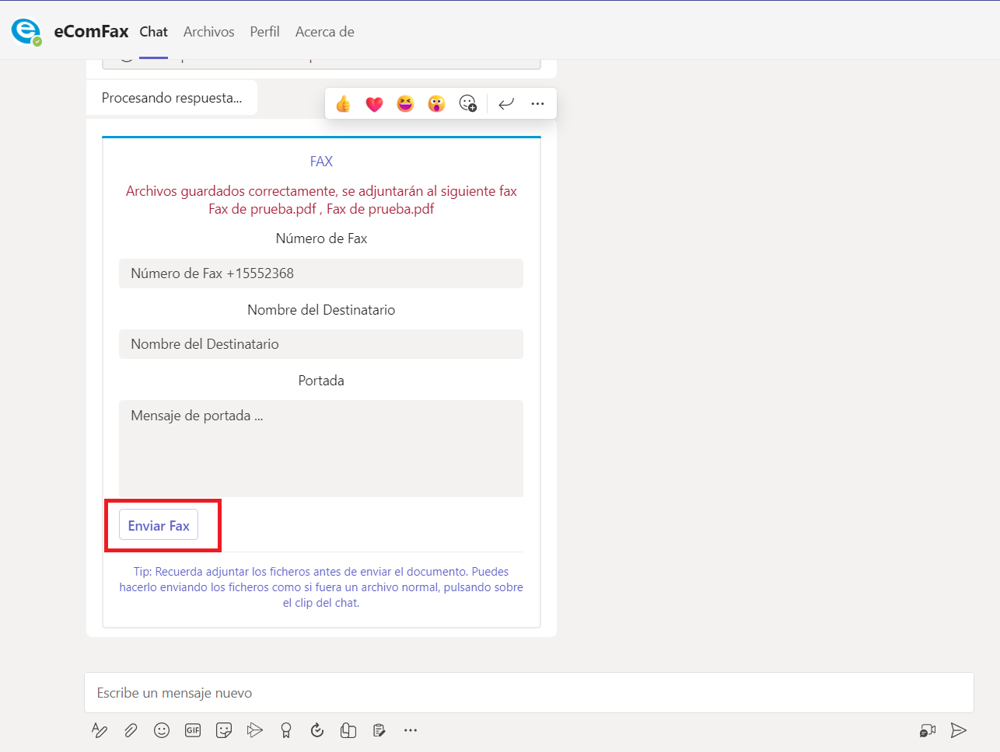 eComFax Chat Archivos Perfil Acerca de
Procesando respuesta...
FAX
Archivos guardados correctamente, se adjuntarán al siguiente fax
Fax de prueba.pdf , Fax de prueba.pdf
Número de Fax
Número de Fax +15552368
Nombre del Destinatario
Nombre del Destinatario
Portada
Mensaje de portada ...
Enviar Fax
Tip: Recuerda adjuntar los ficheros antes de enviar el documento. Puedes
hacerlo enviando los ficheros como si fuera un archivo normal, pulsando sobre
el clip del chat.
Escribe un mensaje nuevo
GIF